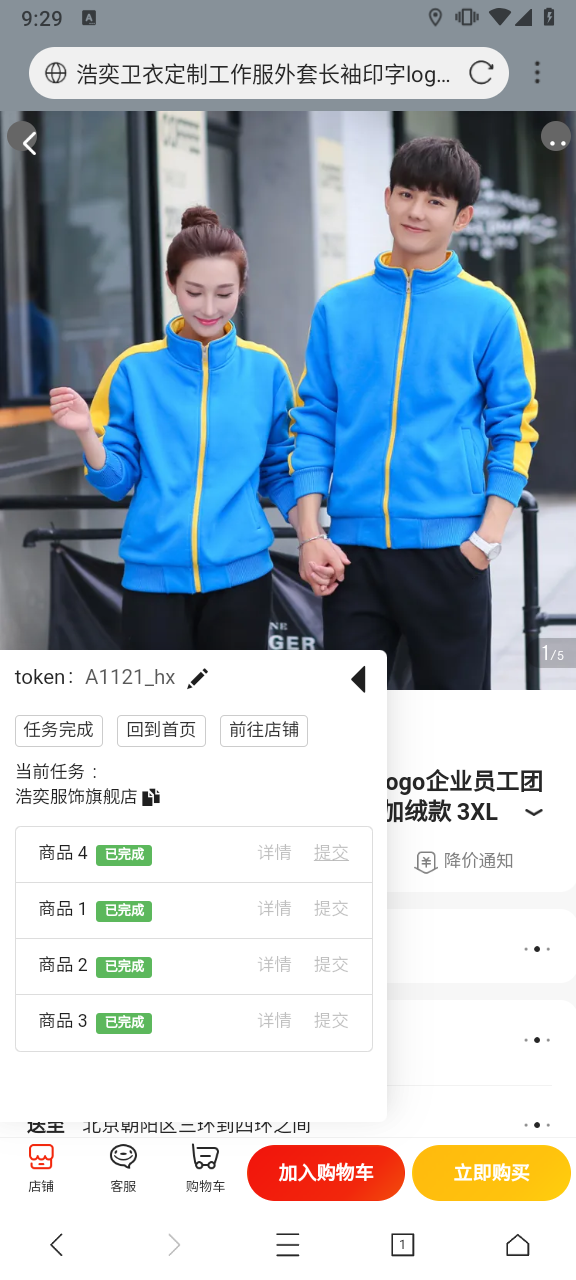 9:29
浩奕卫衣定制工作服外套长袖印字log...
1/5
token： A1121_hx
任务完成 回到首页 前往店铺
当前任务 ：
浩奕服饰旗舰店
ogo企业员工团
加绒款 3XL
商品 4 已完成 详情 提交
降价通知
商品 1 已完成 详情 提交
商品 2 已完成 详情 提交
商品 3 已完成 详情 提交
送至 北京朝阳区三环到四环之间
店铺 客服 购物车 加入购物车 立即购买
1